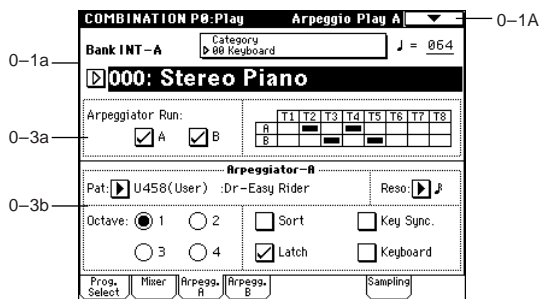 COMBINATION P0:Play Arpeggio Play A
0–1A
Bank INT-A
Category
00 Keyboard
♩ = 064
0–1a
000: Stereo Piano
Arpeggiator Run:
A B
0–3a
T1 T2 T3 T4 T5 T6 T7 T8
A
B
Arpeggiator-A
Pat: U458(User) :Dr-Easy Rider Reso: ♪
0–3b
Octave: 1 2 Sort Key Sync.
3 4 Latch Keyboard
Prog. Select Mixer Arpegg. A Arpegg. B Sampling